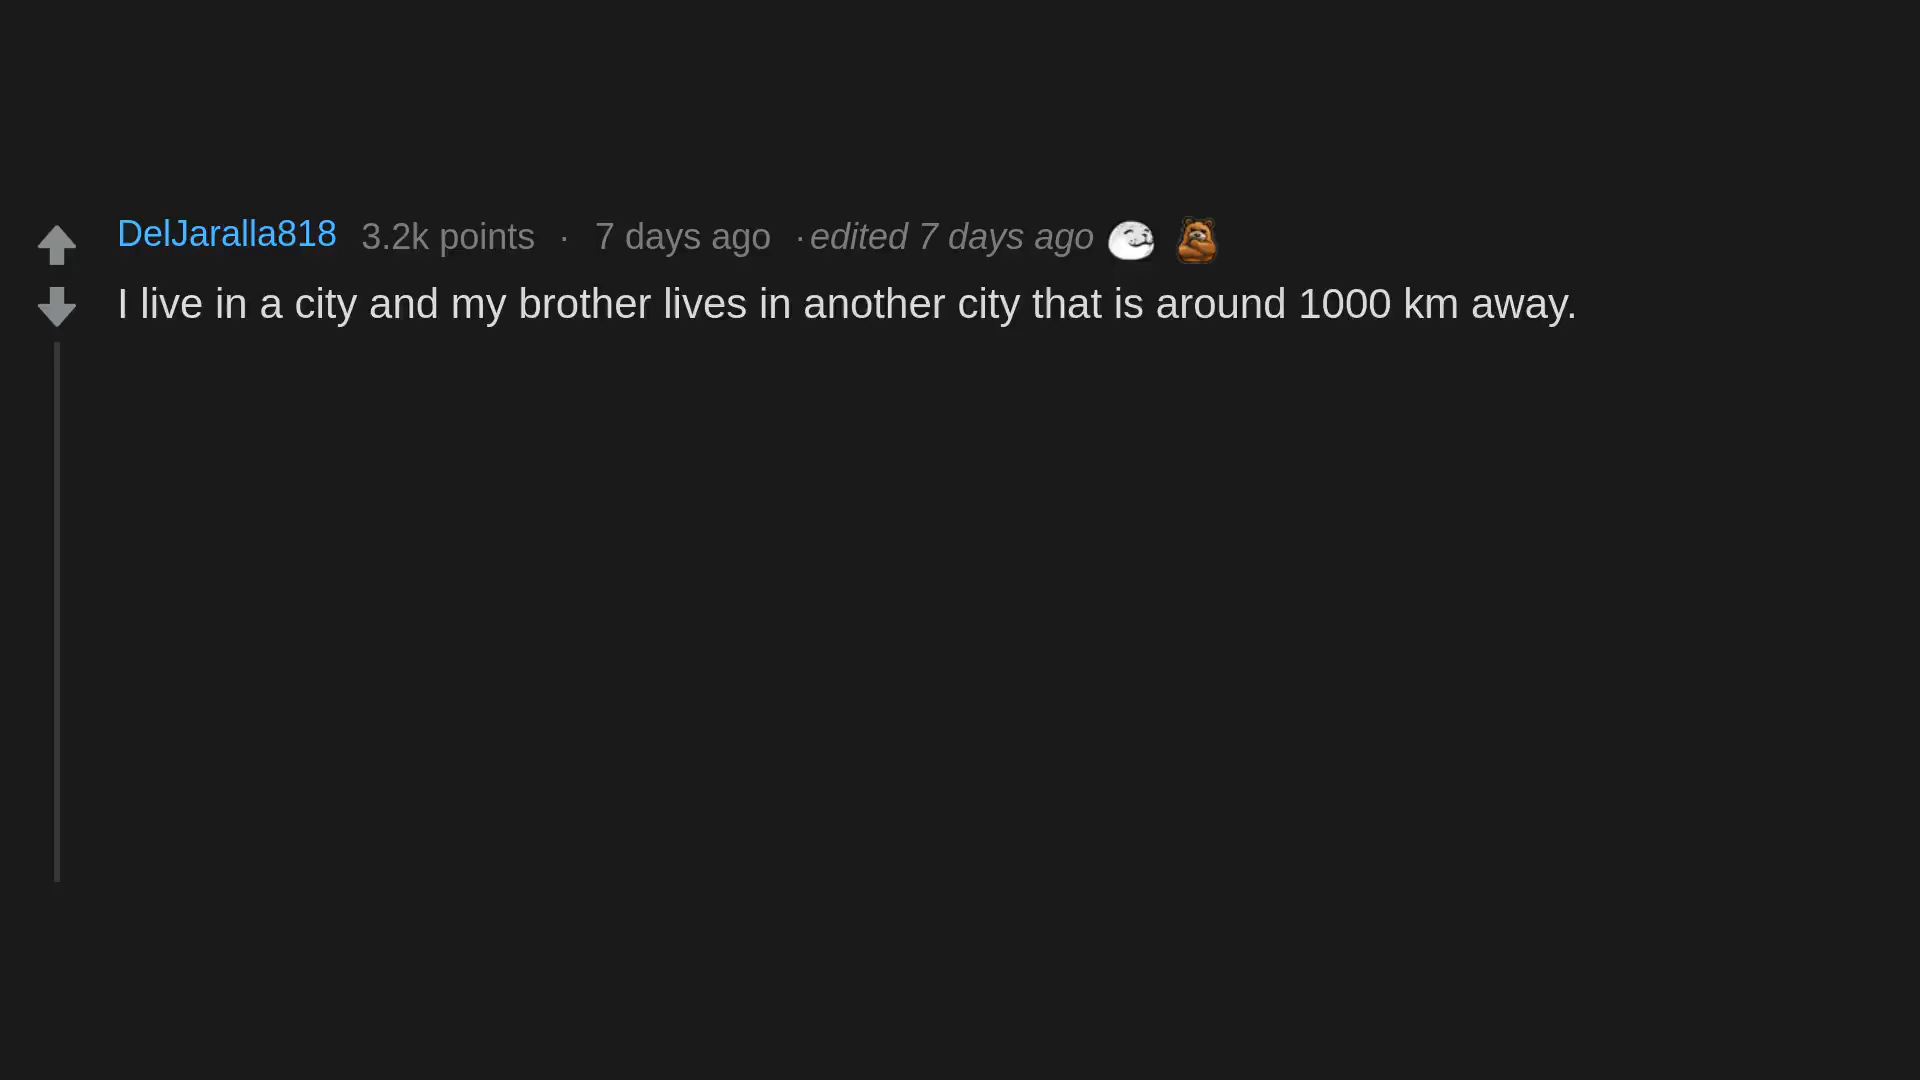 DelJaralla818 3.2k points · 7 days ago · edited 7 days ago
I live in a city and my brother lives in another city that is around 1000 km away.